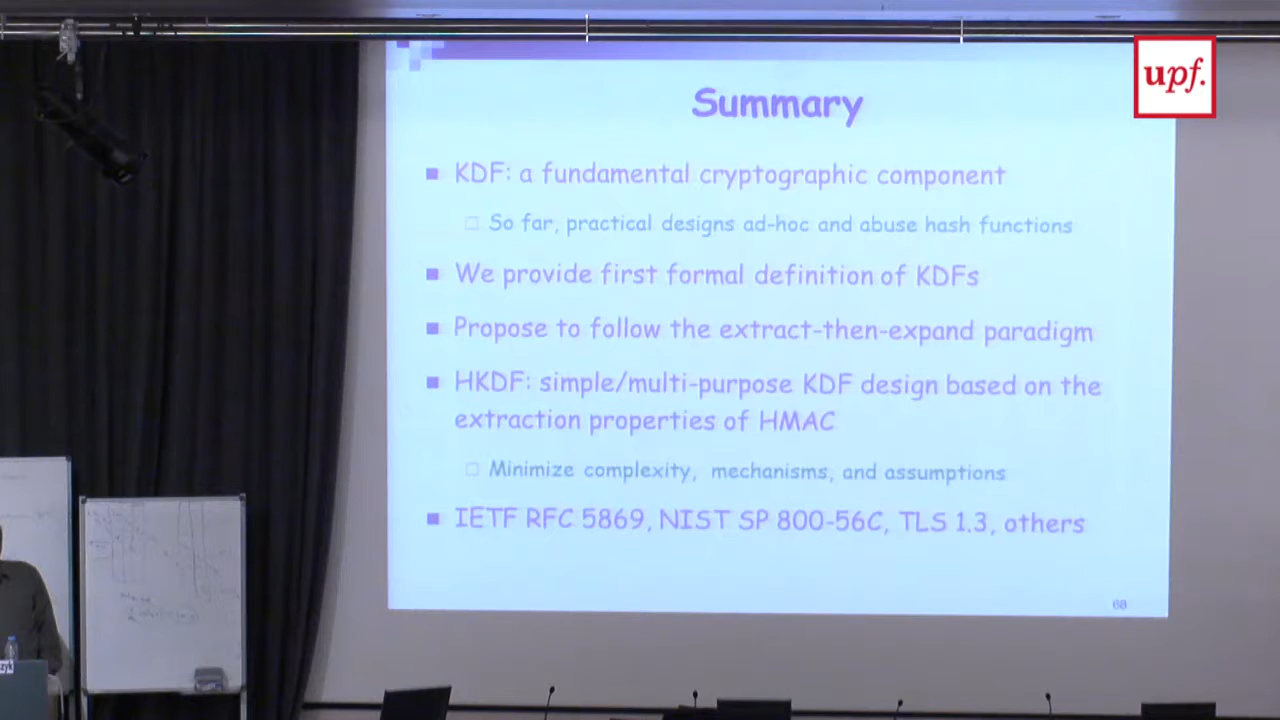 upf.
Summary
KDF: a fundamental cryptographic component
So far, practical designs ad-hoc and abuse hash functions
We provide first formal definition of KDFs
Propose to follow the extract-then-expand paradigm
HKDF: simple/multi-purpose KDF design based on the
extraction properties of HMAC
Minimize complexity, mechanisms, and assumptions
IETF RFC 5869, NIST SP 800-56C, TLS 1.3, others
60
zyk